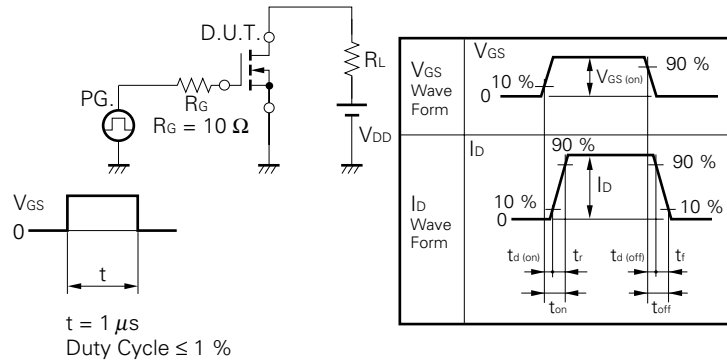 D.U.T.
RL
PG.
RG
RG = 10 Ω
VDD
VGS
0
t
t = 1 μs
Duty Cycle ≤ 1 %
VGS
Wave
Form
VGS
10 %
0
VGS (on)
90 %
ID
Wave
Form
ID
90 %
90 %
ID
10 %
0
10 %
td (on)
tr
td (off)
tf
ton
toff